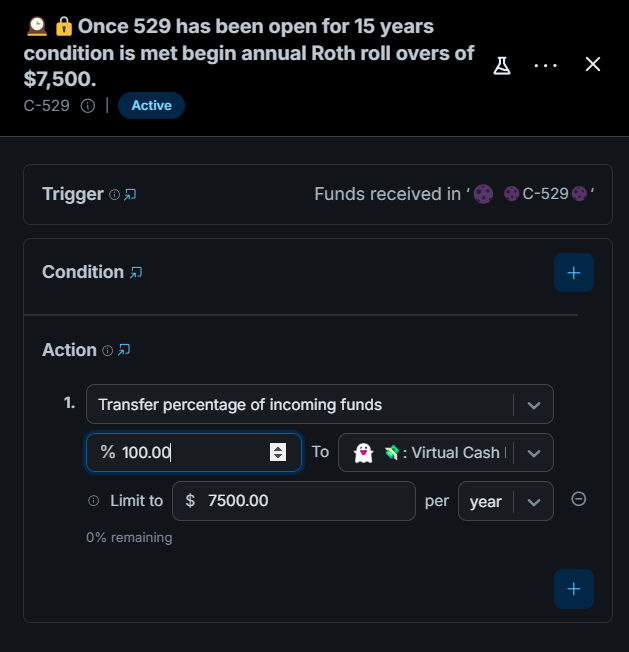 🕰️ 🔒 Once 529 has been open for 15 years
condition is met begin annual Roth roll overs of
$7,500.
C-529 ⓘ | Active
Trigger ⓘ Funds received in ‘ C-529 ‘
Condition
+
Action ⓘ
1. Transfer percentage of incoming funds
% 100.00 To 👻 💸: Virtual Cash
ⓘ Limit to $ 7500.00 per year
0% remaining
+